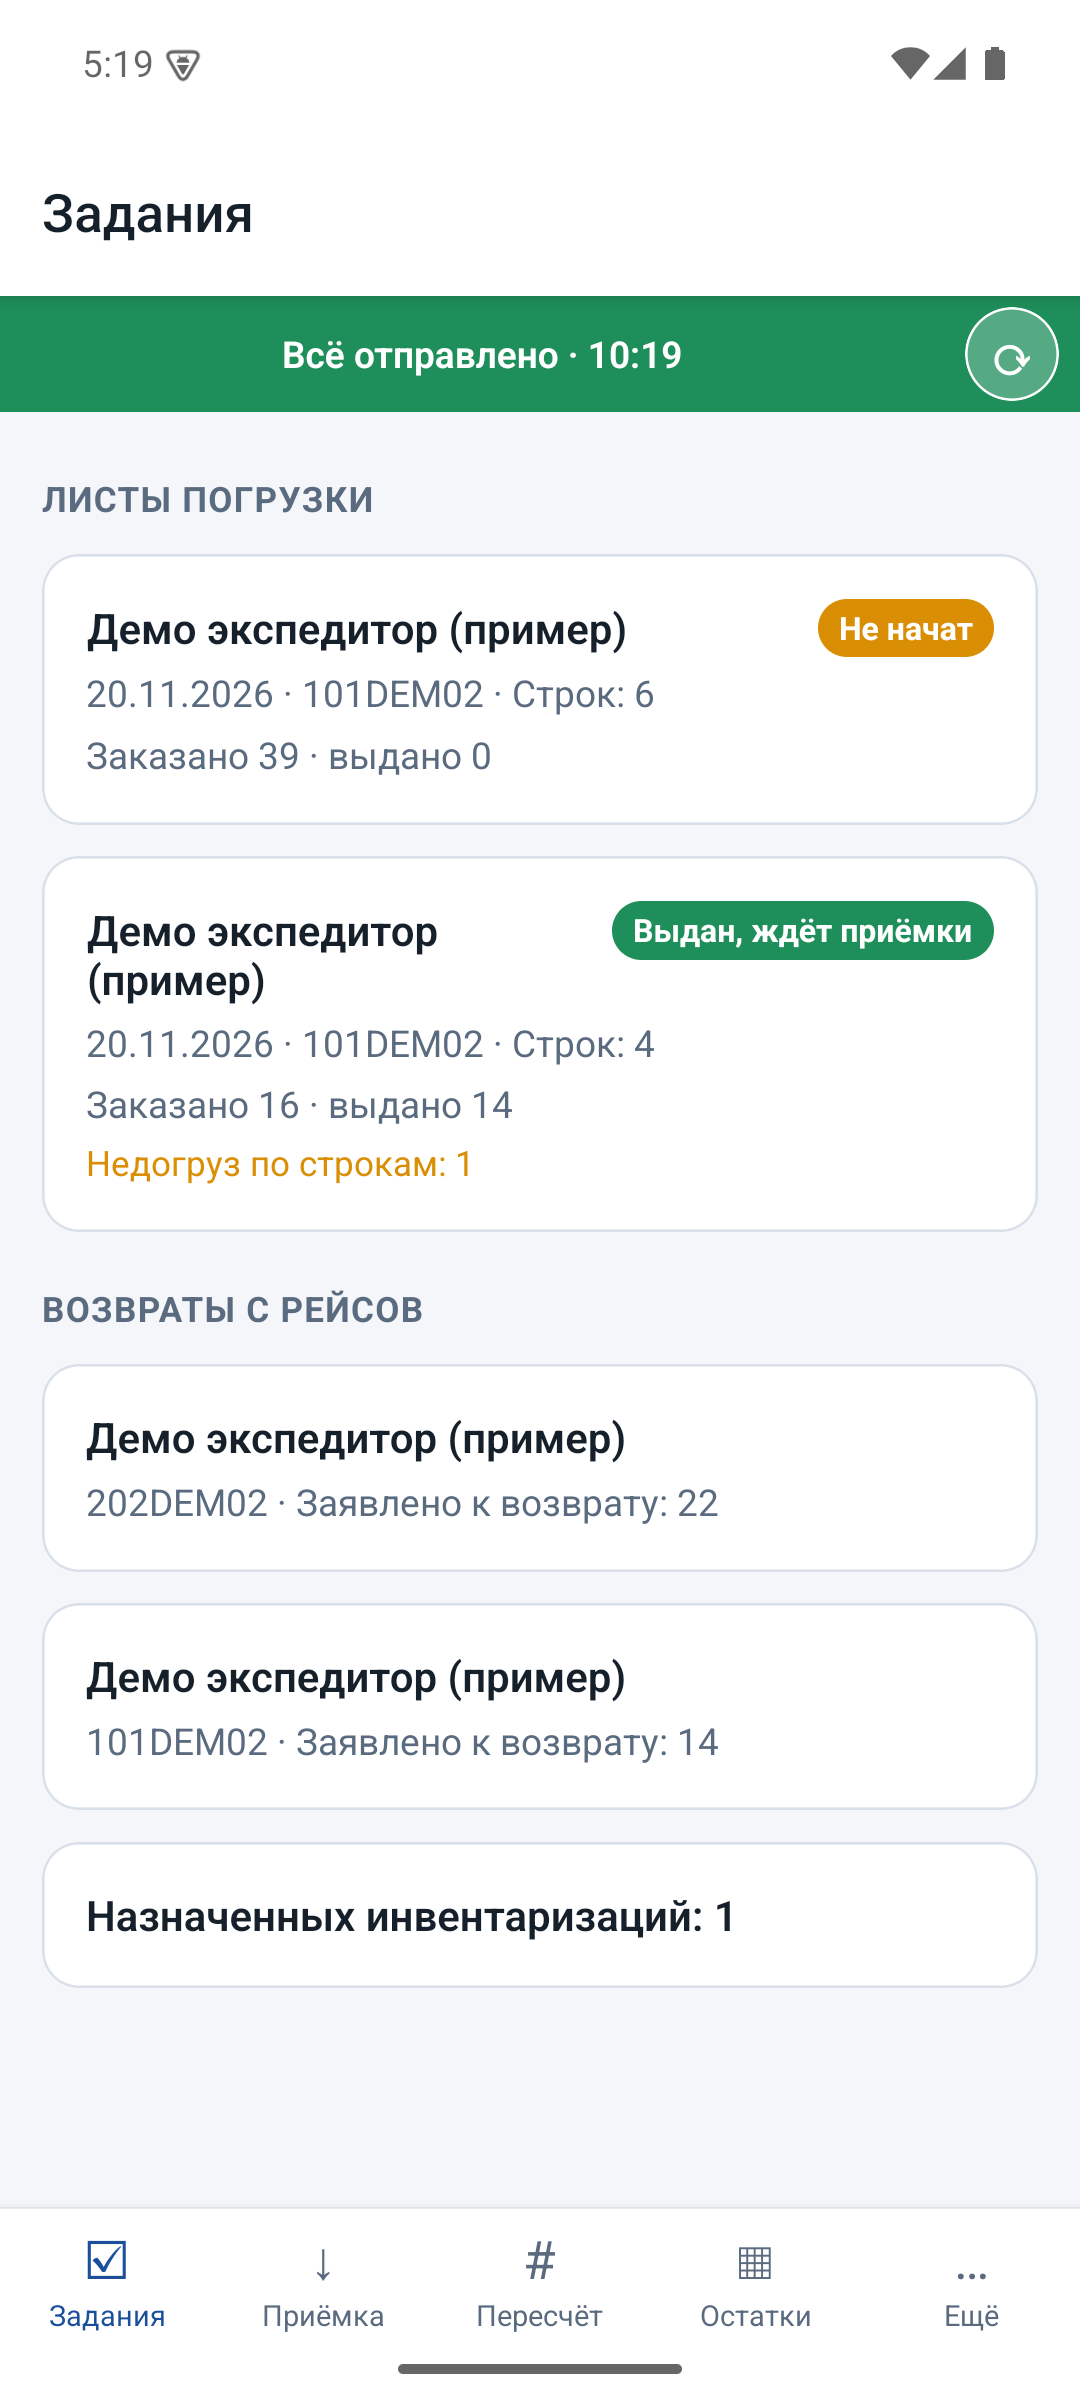 5:19
Задания
Всё отправлено · 10:19
ЛИСТЫ ПОГРУЗКИ
Демо экспедитор (пример)
Не начат
20.11.2026 · 101DEM02 · Строк: 6
Заказано 39 · выдано 0
Демо экспедитор
(пример)
Выдан, ждёт приёмки
20.11.2026 · 101DEM02 · Строк: 4
Заказано 16 · выдано 14
Недогруз по строкам: 1
ВОЗВРАТЫ С РЕЙСОВ
Демо экспедитор (пример)
202DEM02 · Заявлено к возврату: 22
Демо экспедитор (пример)
101DEM02 · Заявлено к возврату: 14
Назначенных инвентаризаций: 1
Задания
Приёмка
Пересчёт
Остатки
Ещё